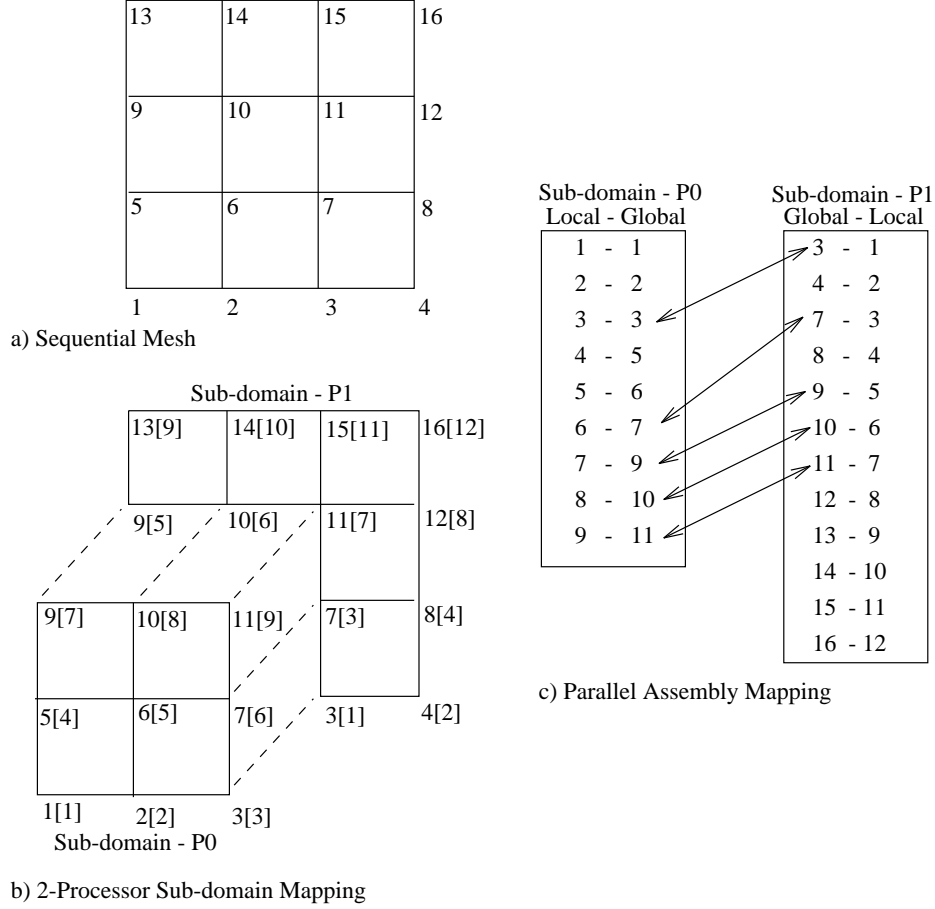 13 14 15 16
9 10 11 12
5 6 7 8
1 2 3 4
a) Sequential Mesh
Sub-domain - P1
13[9] 14[10] 15[11] 16[12]
9[5] 10[6] 11[7] 12[8]
9[7] 10[8] 11[9] 7[3] 8[4]
5[4] 6[5] 7[6] 3[1] 4[2]
1[1] 2[2] 3[3]
Sub-domain - P0
b) 2-Processor Sub-domain Mapping
Sub-domain - P0
Local - Global
1 - 1
2 - 2
3 - 3
4 - 5
5 - 6
6 - 7
7 - 9
8 - 10
9 - 11
Sub-domain - P1
Global - Local
3 - 1
4 - 2
7 - 3
8 - 4
9 - 5
10 - 6
11 - 7
12 - 8
13 - 9
14 - 10
15 - 11
16 - 12
c) Parallel Assembly Mapping